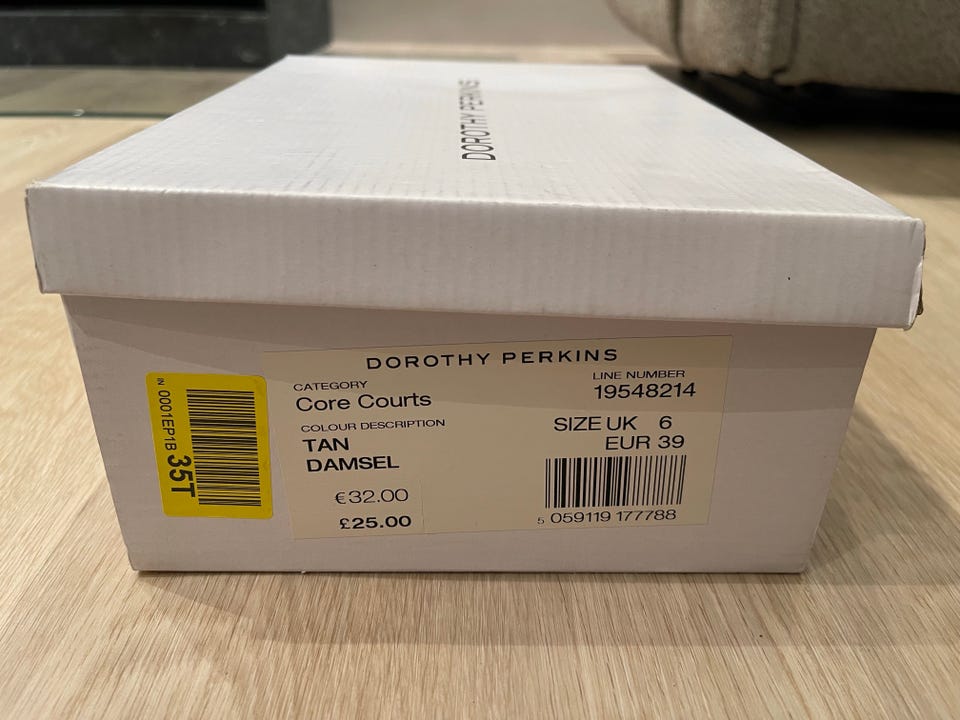 DOROTHY PERKINS
DOROTHY PERKINS
CATEGORY
Core Courts
COLOUR DESCRIPTION
TAN
DAMSEL
€32.00
£25.00
LINE NUMBER
19548214
SIZE UK 6
EUR 39
5 059119 177788
IN 0001EP1B 35T